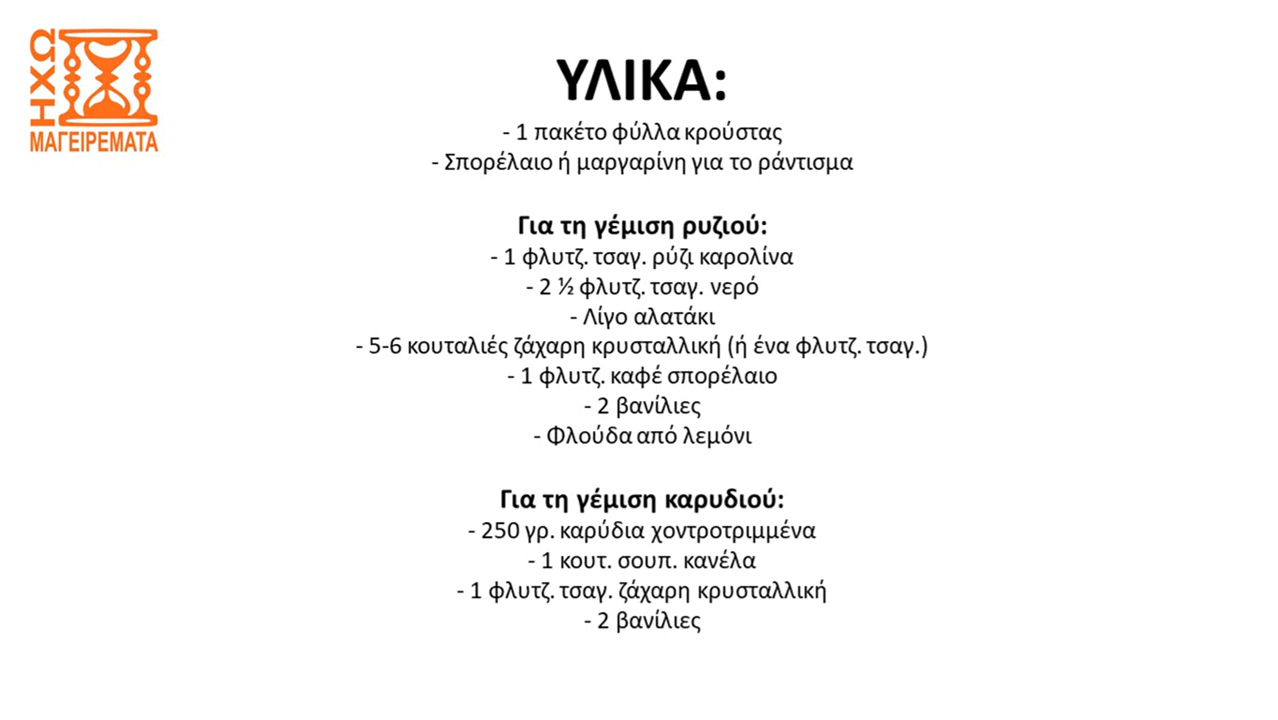 ΗΧΩ
ΜΑΓΕΙΡΕΜΑΤΑ
ΥΛΙΚΑ:
- 1 πακέτο φύλλα κρούστας
- Σπορέλαιο ή μαργαρίνη για το ράντισμα
Για τη γέμιση ρυζιού:
- 1 φλυτζ. τσαγ. ρύζι καρολίνα
- 2 ½ φλυτζ. τσαγ. νερό
- Λίγο αλατάκι
- 5-6 κουταλιές ζάχαρη κρυσταλλική (ή ένα φλυτζ. τσαγ.)
- 1 φλυτζ. καφέ σπορέλαιο
- 2 βανίλιες
- Φλούδα από λεμόνι
Για τη γέμιση καρυδιού:
- 250 γρ. καρύδια χοντροτριμμένα
- 1 κουτ. σουπ. κανέλα
- 1 φλυτζ. τσαγ. ζάχαρη κρυσταλλική
- 2 βανίλιες